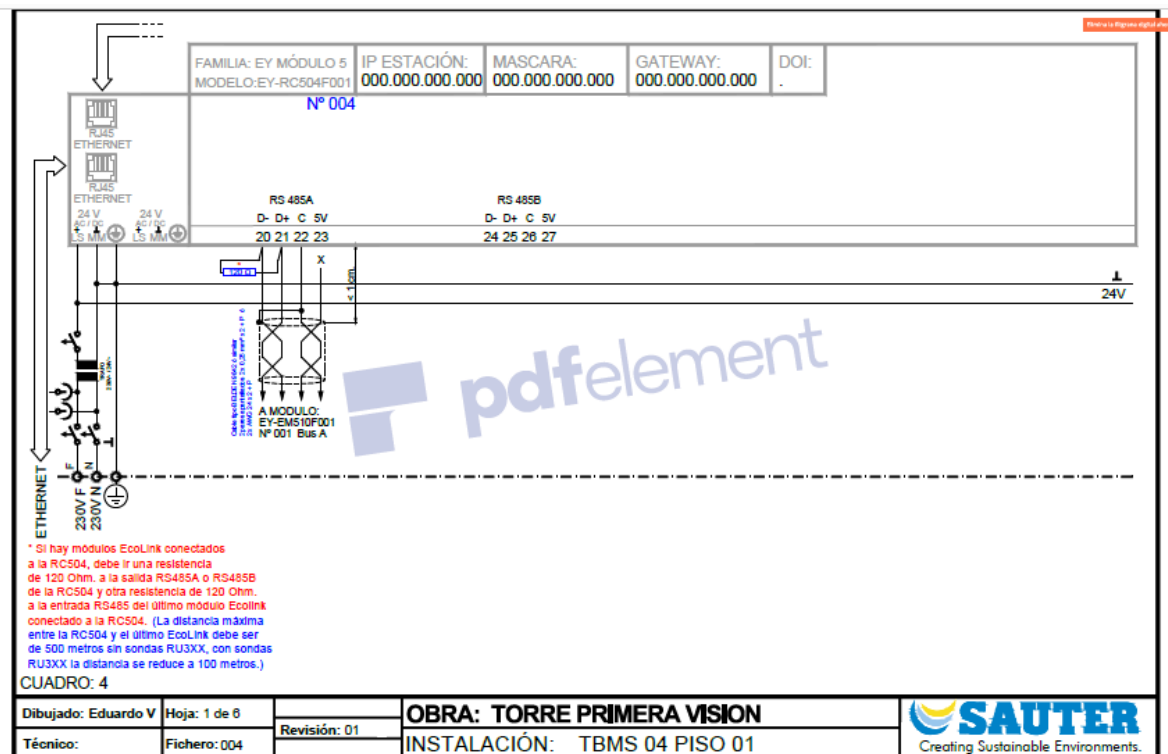 FAMILIA: EY MÓDULO 5
MODELO:EY-RC504F001
IP ESTACIÓN:
000.000.000.000
MASCARA:
000.000.000.000
GATEWAY:
000.000.000.000
DOI:
.
Nº 004
RJ45
ETHERNET
RJ45
ETHERNET
24 V
AC / DC
24 V
AC / DC
LS MM
LS MM
RS 485A
D- D+ C 5V
20 21 22 23
RS 485B
D- D+ C 5V
24 25 26 27
*
120 Ω
X
< 1 cm.
24V
A MODULO:
EY-EM510F001
Nº 001 Bus A
pdfelement
ETHERNET
F
N
230V F
230V N
* Si hay módulos EcoLink conectados
a la RC504, debe ir una resistencia
de 120 Ohm. a la salida RS485A o RS485B
de la RC504 y otra resistencia de 120 Ohm.
a la entrada RS485 del último módulo Ecolink
conectado a la RC504. (La distancia máxima
entre la RC504 y el último EcoLink debe ser
de 500 metros sin sondas RU3XX, con sondas
RU3XX la distancia se reduce a 100 metros.)
CUADRO: 4
Dibujado: Eduardo V
Hoja: 1 de 6
Revisión: 01
OBRA: TORRE PRIMERA VISION
Técnico:
Fichero: 004
INSTALACIÓN: TBMS 04 PISO 01
SAUTER
Creating Sustainable Environments.